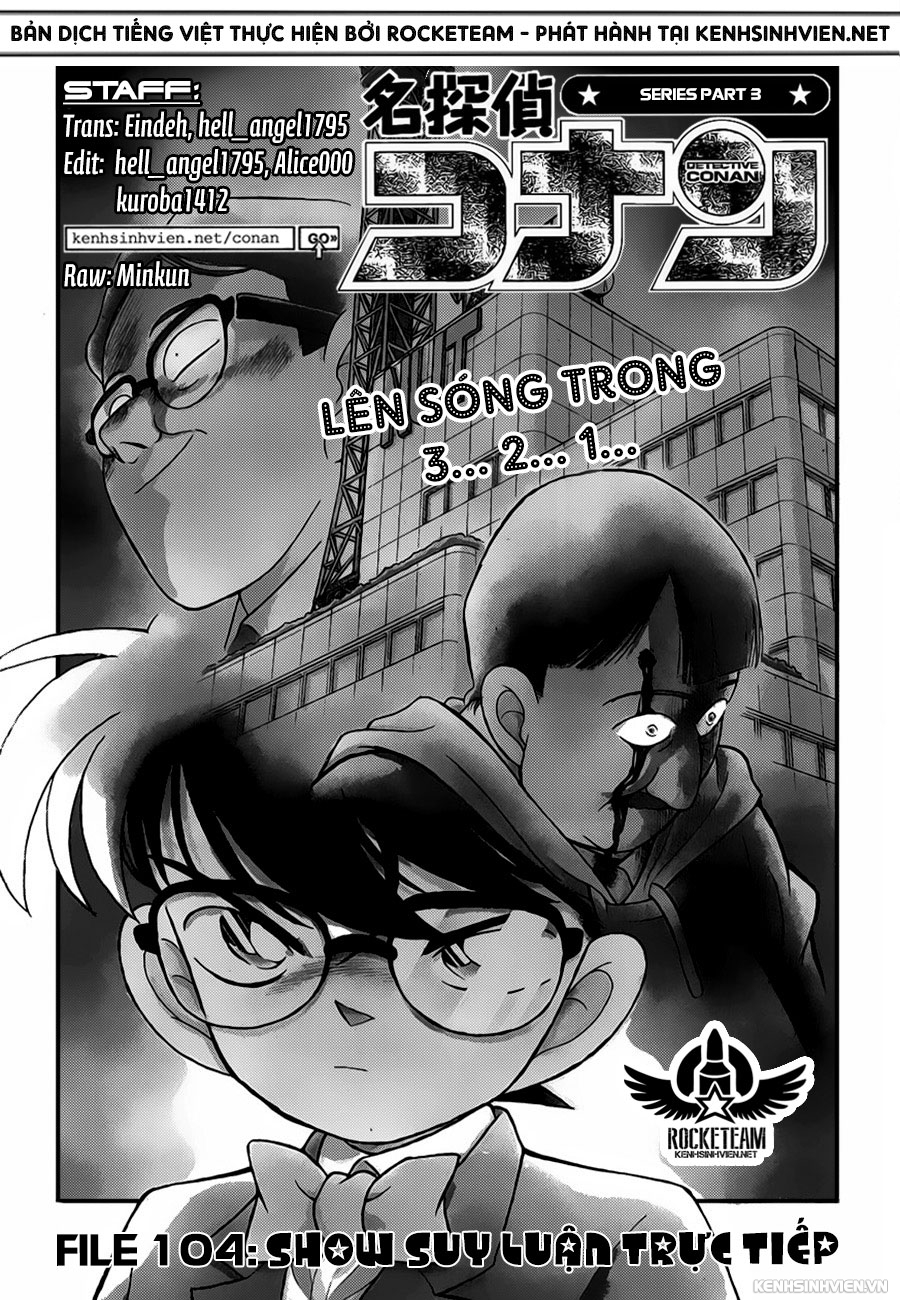 BẢN DỊCH TIẾNG VIỆT THỰC HIỆN BỞI ROCKETEAM - PHÁT HÀNH TẠI KENHSINHVIEN.NET
STAFF:
Trans: Eindeh, hell_angel1795
Edit: hell_angel1795, Alice000
kuroba1412
kenhsinhvien.net/conan GO»
Raw: Minkun
名探偵
SERIES PART 3
コナン
DETECTIVE
CONAN
LÊN SÓNG TRONG
3... 2... 1...
ROCKETEAM
KENHSINHVIEN.NET
FILE 104: SHOW SUY LUẬN TRỰC TIẾP
KENHSINHVIEN.VN